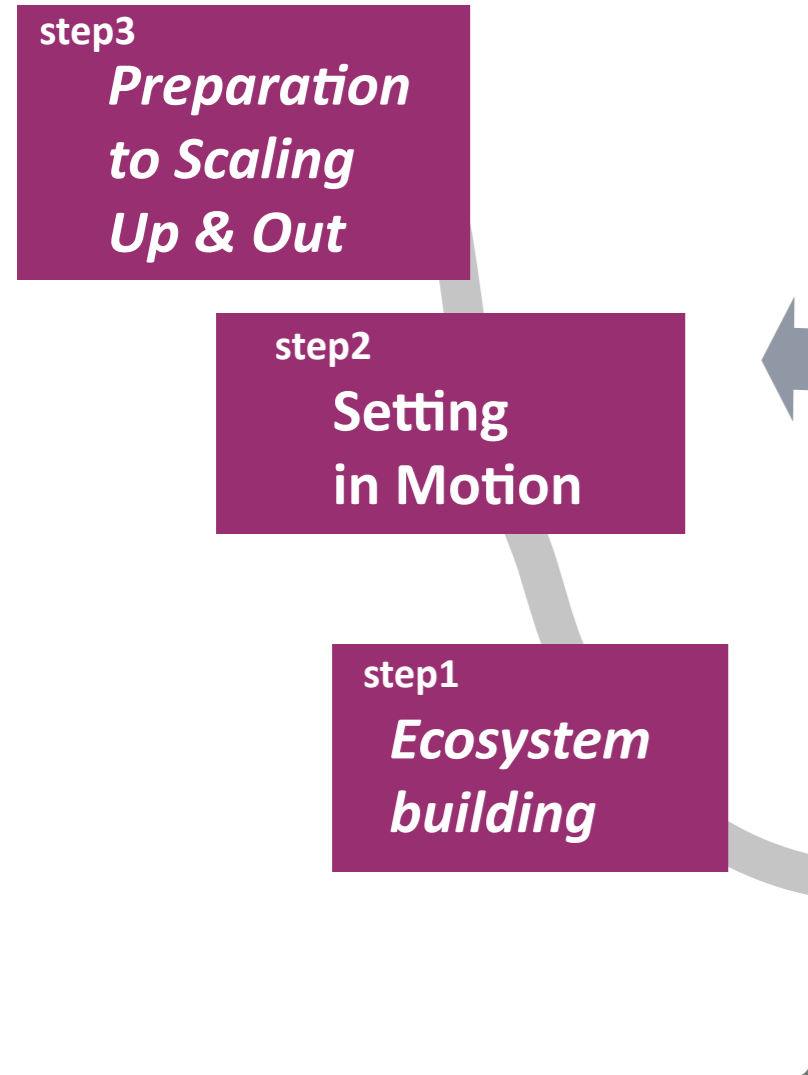 step3
Preparation
to Scaling
Up & Out
step2
Setting
in Motion
step1
Ecosystem
building